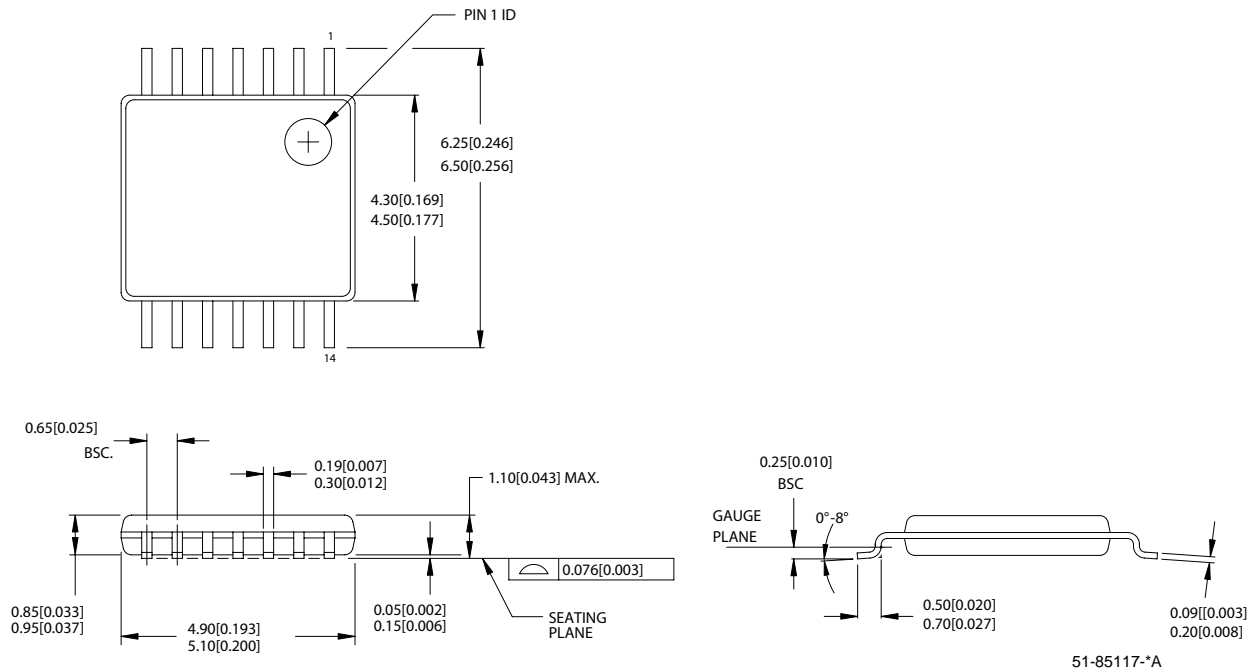 PIN 1 ID
1
6.25[0.246]
6.50[0.256]
4.30[0.169]
4.50[0.177]
14
0.65[0.025]
BSC.
0.19[0.007]
0.30[0.012]
1.10[0.043] MAX.
0.25[0.010]
BSC
GAUGE
PLANE
0°-8°
0.076[0.003]
0.85[0.033]
0.95[0.037]
4.90[0.193]
5.10[0.200]
0.05[0.002]
0.15[0.006]
SEATING
PLANE
0.50[0.020]
0.70[0.027]
0.09[[0.003]
0.20[0.008]
51-85117-*A